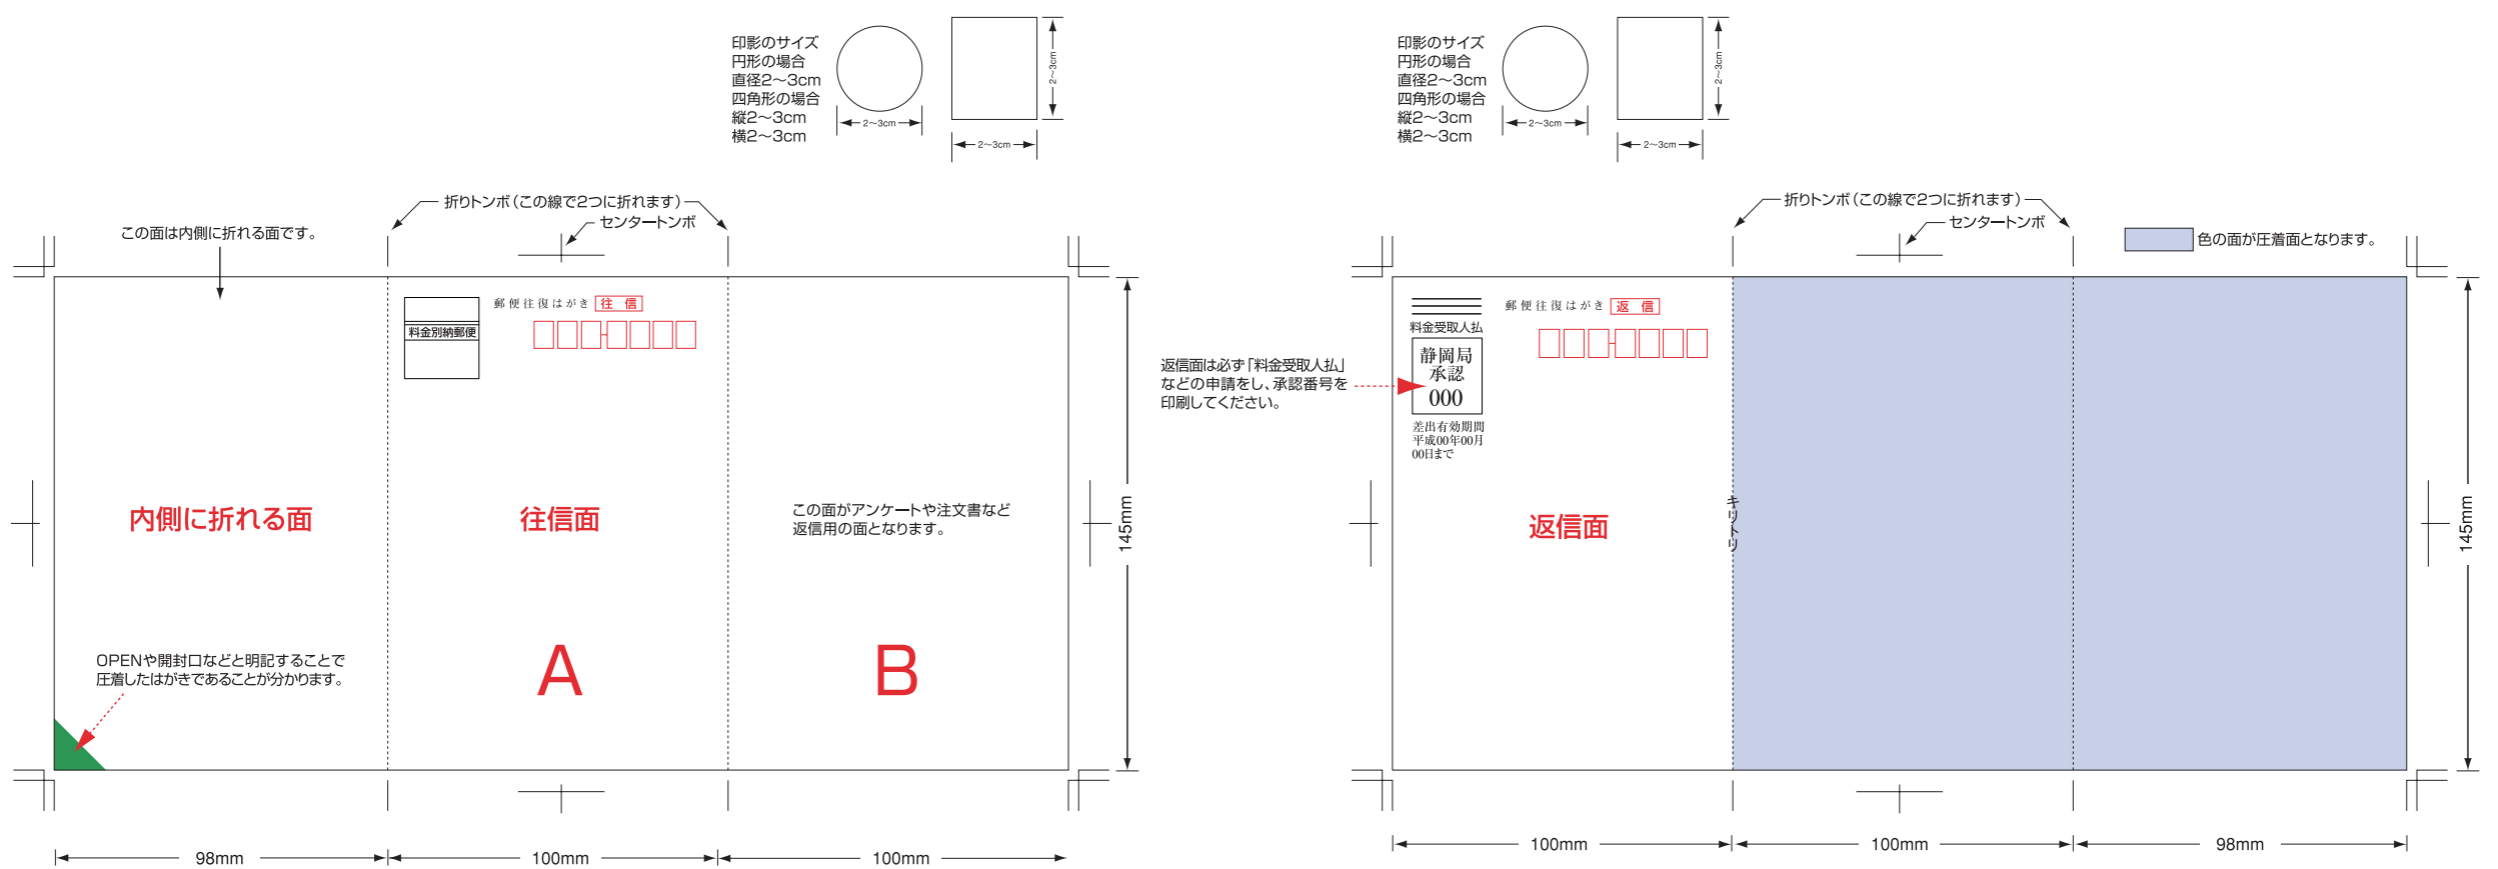 印影のサイズ
円形の場合
直径2〜3cm
四角形の場合
縦2〜3cm
横2〜3cm
2〜3cm
2〜3cm
2〜3cm
折りトンボ（この線で2つに折れます）
センタートンボ
この面は内側に折れる面です。
料金別納郵便
郵便往復はがき 往 信
内側に折れる面
往信面
この面がアンケートや注文書など
返信用の面となります。
145mm
A
B
OPENや開封口などと明記することで
圧着したはがきであることが分かります。
98mm
100mm
100mm
印影のサイズ
円形の場合
直径2〜3cm
四角形の場合
縦2〜3cm
横2〜3cm
2〜3cm
2〜3cm
2〜3cm
折りトンボ（この線で2つに折れます）
センタートンボ
色の面が圧着面となります。
返信面は必ず「料金受取人払」
などの申請をし、承認番号を
印刷してください。
料金受取人払
静岡局
承認
000
差出有効期間
平成00年00月
00日まで
郵便往復はがき 返 信
キリトリ
返信面
145mm
100mm
100mm
98mm